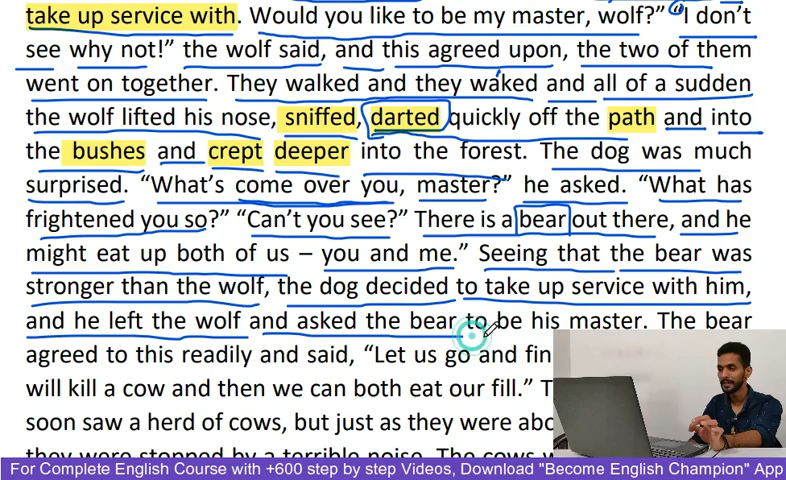 take up service with. Would you like to be my master, wolf?" "I don't
see why not!" the wolf said, and this agreed upon, the two of them
went on together. They walked and they waked and all of a sudden
the wolf lifted his nose, sniffed, darted quickly off the path and into
the bushes and crept deeper into the forest. The dog was much
surprised. "What's come over you, master?" he asked. "What has
frightened you so?" "Can't you see?" There is a bear out there, and he
might eat up both of us – you and me." Seeing that the bear was
stronger than the wolf, the dog decided to take up service with him,
and he left the wolf and asked the bear to be his master. The bear
agreed to this readily and said, "Let us go and fin
will kill a cow and then we can both eat our fill." T
soon saw a herd of cows, but just as they were abo
they were stopped by a terrible noise. The cows w
For Complete English Course with +600 step by step Videos, Download "Become English Champion" App